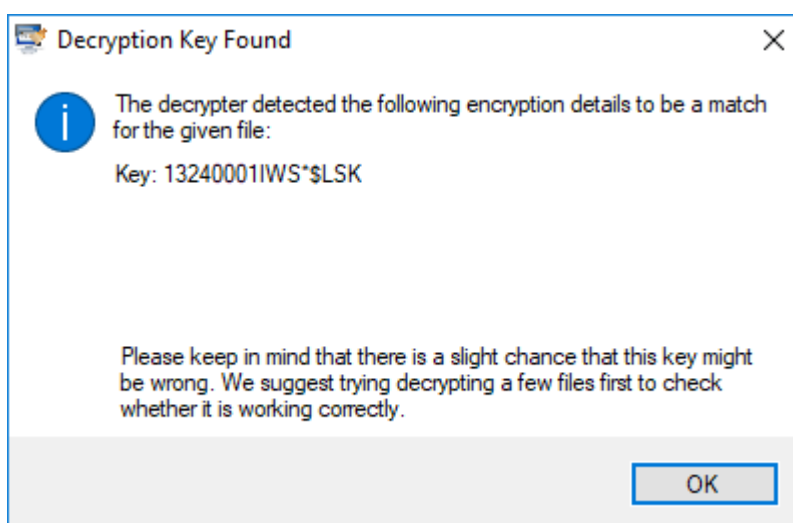 Decryption Key Found
The decrypter detected the following encryption details to be a match
for the given file:
Key: 13240001IWS*$LSK
Please keep in mind that there is a slight chance that this key might
be wrong. We suggest trying decrypting a few files first to check
whether it is working correctly.
OK